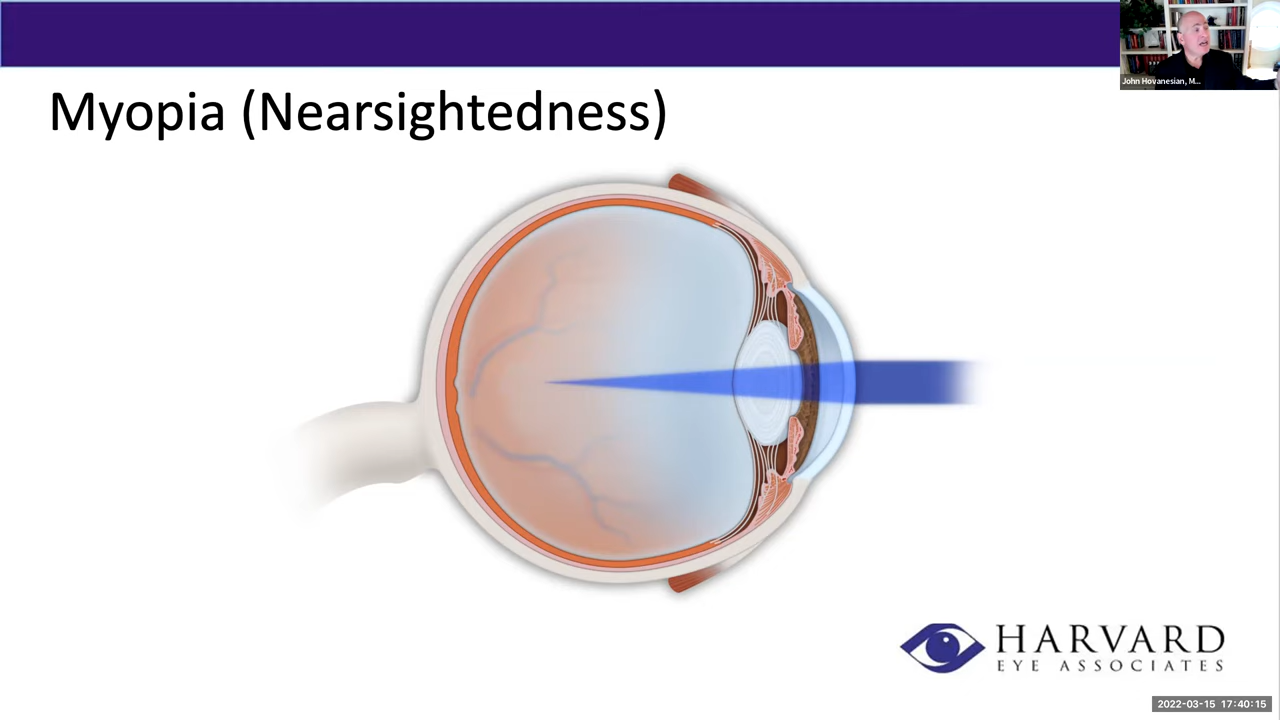 John Hovanesian, M...
Myopia (Nearsightedness)
HARVARD
EYE ASSOCIATES
2022-03-15 17:40:15